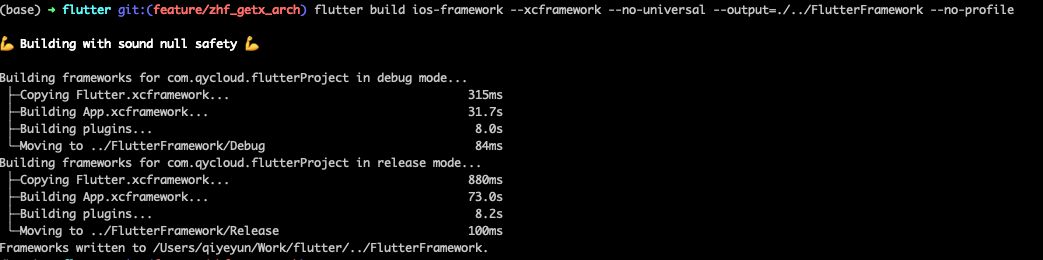 (base) ➜ flutter git:(feature/zhf_getx_arch) flutter build ios-framework --xcframework --no-universal --output=./../FlutterFramework --no-profile
💪 Building with sound null safety 💪
Building frameworks for com.qycloud.flutterProject in debug mode...
├─Copying Flutter.xcframework... 315ms
├─Building App.xcframework... 31.7s
├─Building plugins... 8.0s
└─Moving to ../FlutterFramework/Debug 84ms
Building frameworks for com.qycloud.flutterProject in release mode...
├─Copying Flutter.xcframework... 880ms
├─Building App.xcframework... 73.0s
├─Building plugins... 8.2s
└─Moving to ../FlutterFramework/Release 100ms
Frameworks written to /Users/qiyeyun/Work/flutter/../FlutterFramework.